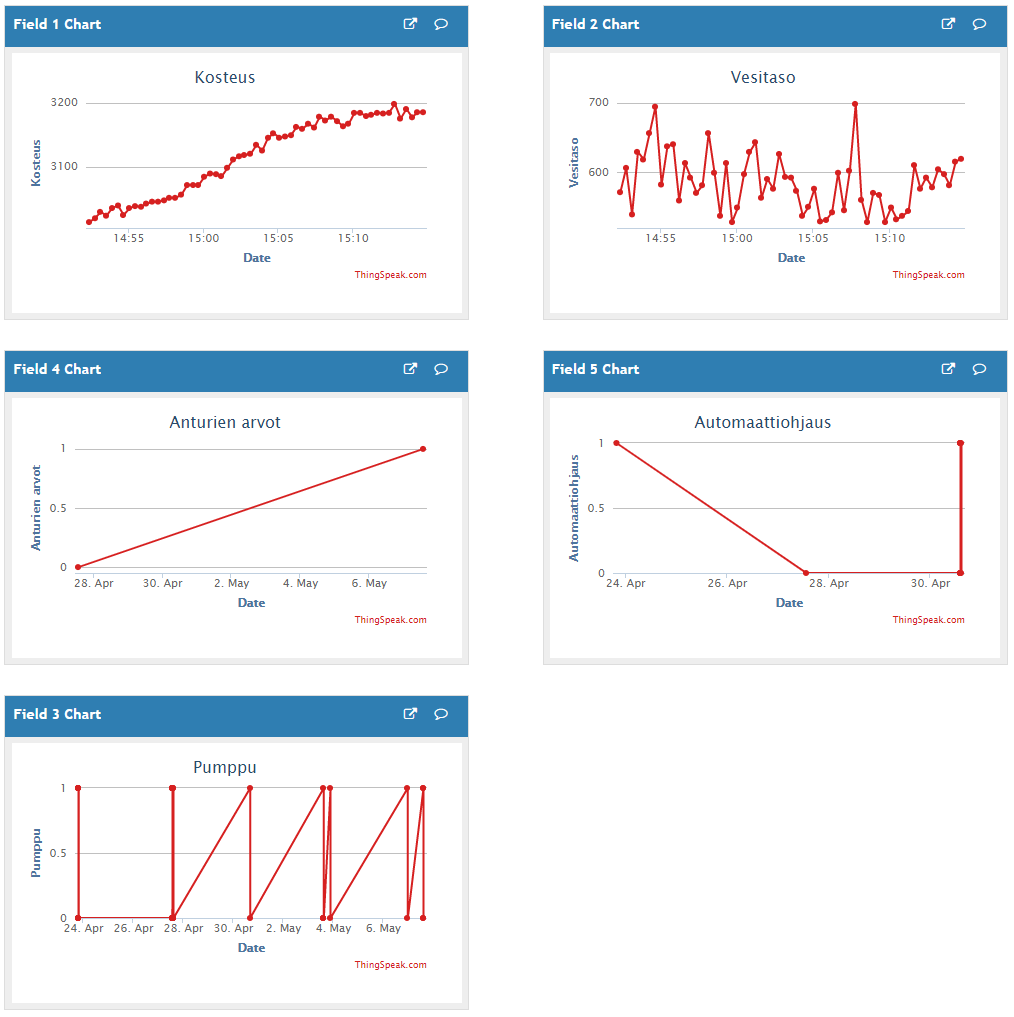 Field 1 Chart
Kosteus
3200
3100
Kosteus
14:55 15:00 15:05 15:10
Date
ThingSpeak.com
Field 2 Chart
Vesitaso
700
600
Vesitaso
14:55 15:00 15:05 15:10
Date
ThingSpeak.com
Field 4 Chart
Anturien arvot
1
0.5
0
Anturien arvot
28. Apr 30. Apr 2. May 4. May 6. May
Date
ThingSpeak.com
Field 5 Chart
Automaattiohjaus
1
0.5
0
Automaattiohjaus
24. Apr 26. Apr 28. Apr 30. Apr
Date
ThingSpeak.com
Field 3 Chart
Pumppu
1
0.5
0
Pumppu
24. Apr 26. Apr 28. Apr 30. Apr 2. May 4. May 6. May
Date
ThingSpeak.com